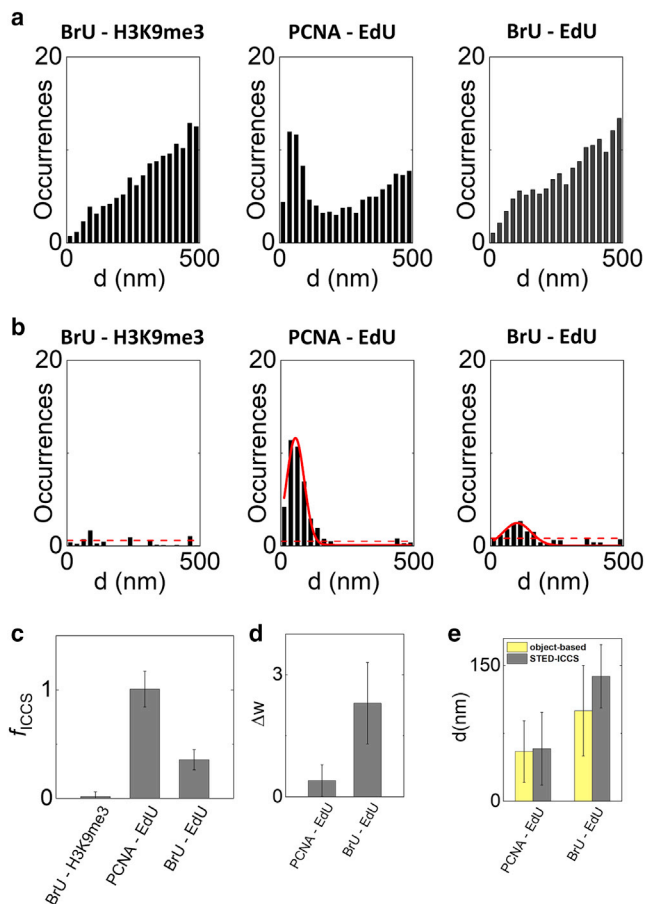 a
BrU - H3K9me3
PCNA - EdU
BrU - EdU
Occurrences
20
0
0
500
d (nm)
Occurrences
20
0
0
500
d (nm)
Occurrences
20
0
0
500
d (nm)
b
BrU - H3K9me3
PCNA - EdU
BrU - EdU
Occurrences
20
0
0
500
d (nm)
Occurrences
20
0
0
500
d (nm)
Occurrences
20
0
0
500
d (nm)
c
fICCS
1
0
BrU - H3K9me3
PCNA - EdU
BrU - EdU
d
Δw
3
0
PCNA - EdU
BrU - EdU
e
object-based
STED-ICCS
d(nm)
150
0
PCNA - EdU
BrU - EdU